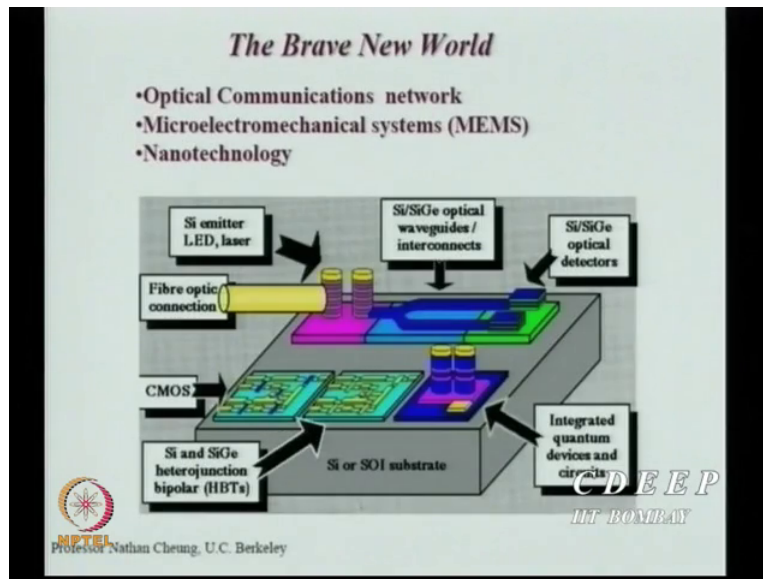 The Brave New World
•Optical Communications network
•Microelectromechanical systems (MEMS)
•Nanotechnology
Si emitter
LED, laser
Si/SiGe optical
waveguides /
interconnects
Si/SiGe
optical
detectors
Fibre optic
connection
CMOS
Si and SiGe
heterojunction
bipolar (HBTs)
Si or SOI substrate
Integrated
quantum
devices and
circuits
CDEEP
IIT BOMBAY
NPTEL
Professor Nathan Cheung, U.C. Berkeley